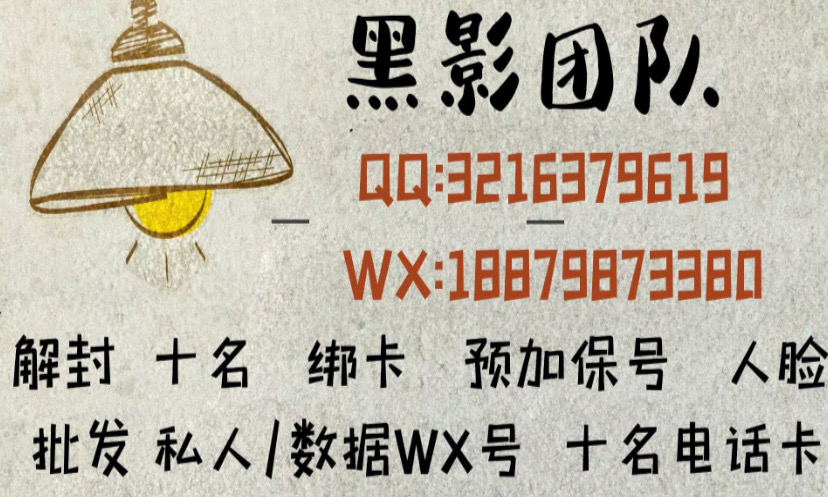 黑影团队
QQ:3216379619
WX:18879873380
解封 十名 绑卡 预加保号 人脸
批发 私人/数据WX号 十名电话卡